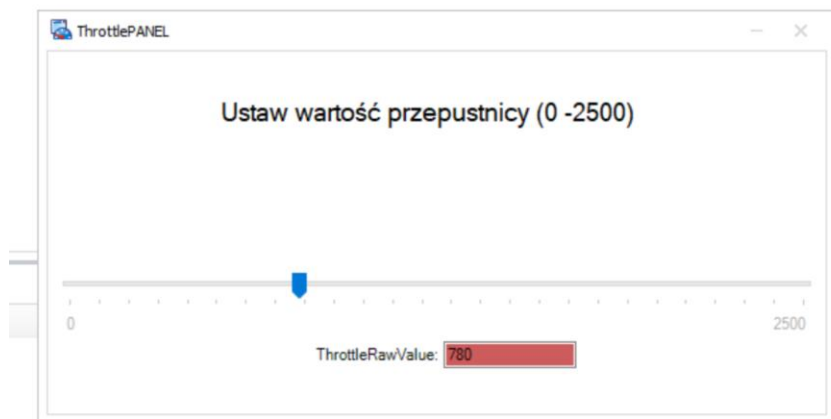 ThrottlePANEL
Ustaw wartość przepustnicy (0 -2500)
0
2500
ThrottleRawValue: 780